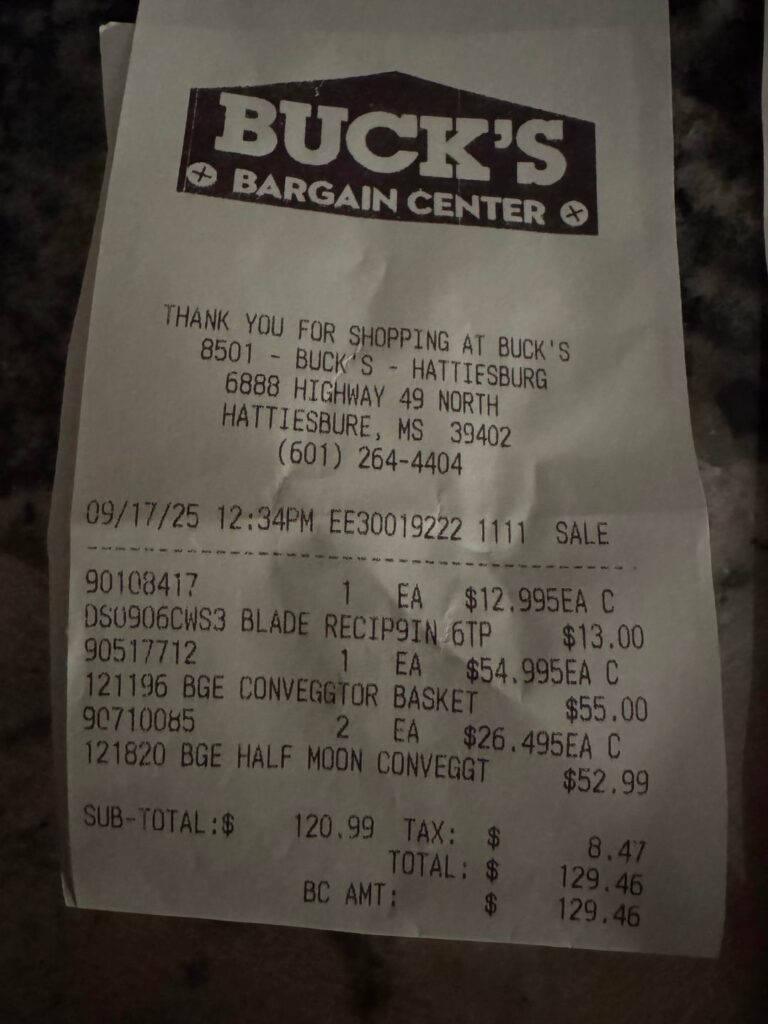 BUCK'S
BARGAIN CENTER
THANK YOU FOR SHOPPING AT BUCK'S
8501 - BUCK'S - HATTIESBURG
6888 HIGHWAY 49 NORTH
HATTIESBURE, MS 39402
(601) 264-4404
09/17/25 12:34PM EE30019222 1111 SALE
90108417 1 EA $12.995EA C
DS0906CWS3 BLADE RECIP9IN 6TP $13.00
90517712 1 EA $54.995EA C
121196 BGE CONVEGGTOR BASKET $55.00
90710085 2 EA $26.495EA C
121820 BGE HALF MOON CONVEGGT $52.99
SUB-TOTAL:$ 120.99 TAX: $ 8.47
TOTAL: $ 129.46
BC AMT: $ 129.46